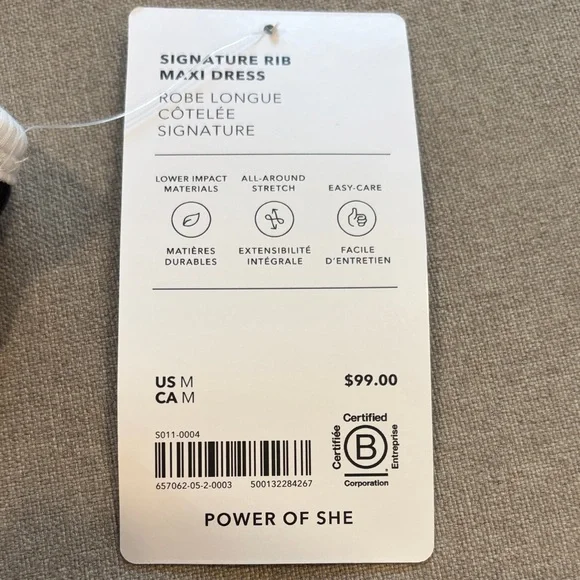 SIGNATURE RIB
MAXI DRESS
ROBE LONGUE
CÔTELÉE
SIGNATURE
LOWER IMPACT MATERIALS
ALL-AROUND STRETCH
EASY-CARE
MATIÈRES DURABLES
EXTENSIBILITÉ INTÉGRALE
FACILE D'ENTRETIEN
US M
CA M
$99.00
S011-0004
657062-05-2-0003 500132284267
Certified
Certifiée
B
Entreprise
Corporation
POWER OF SHE